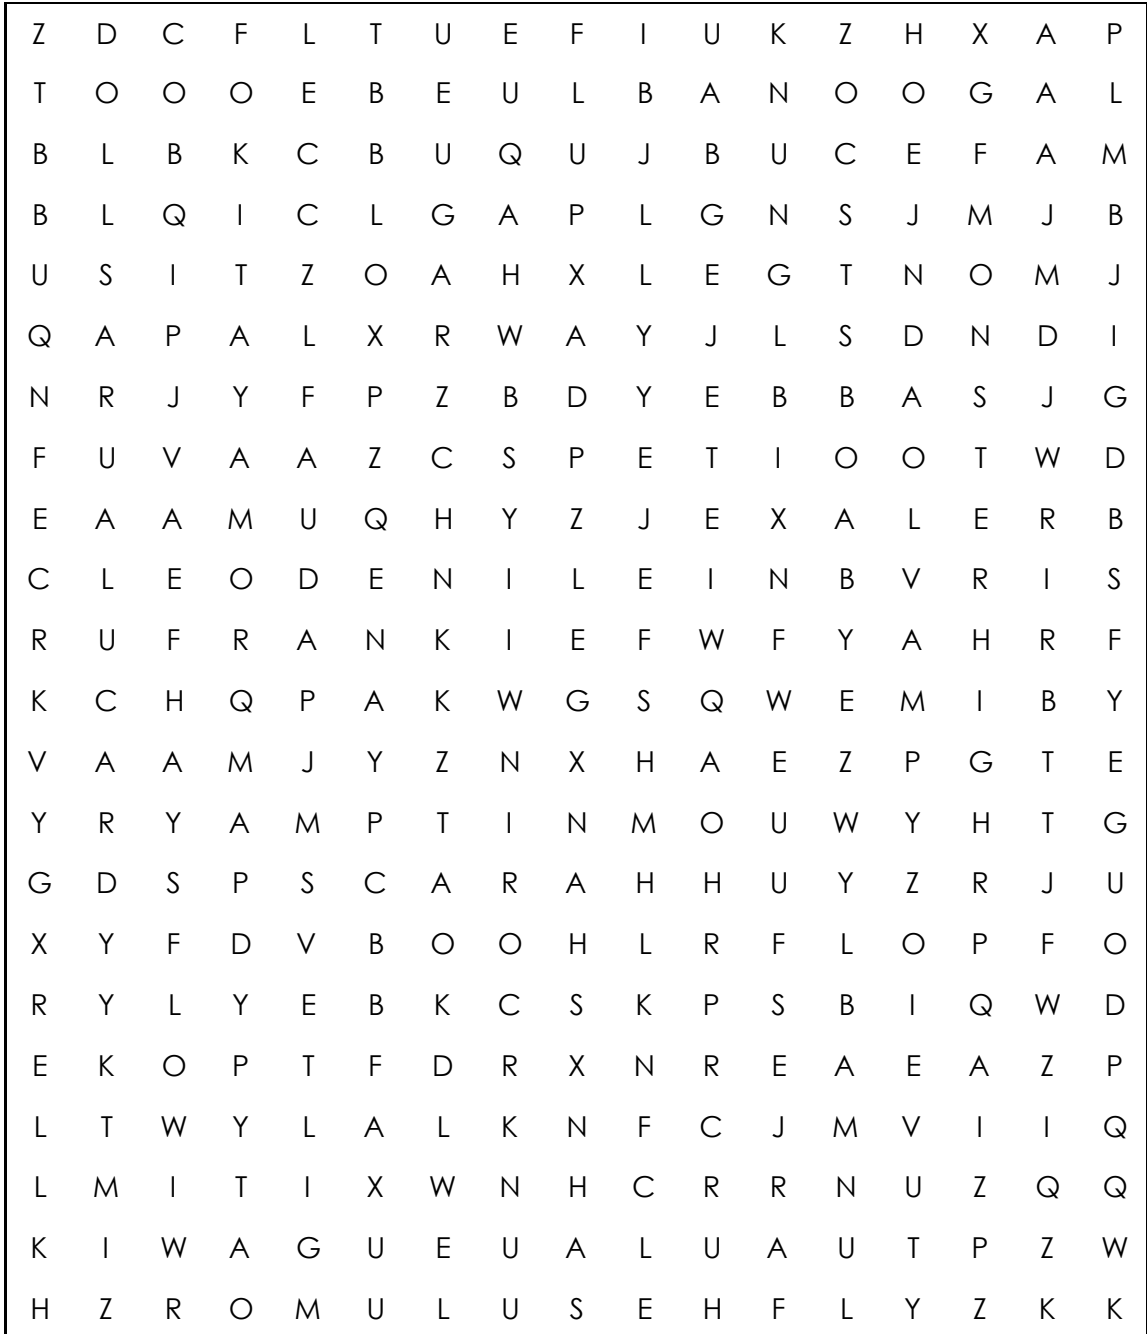 Z D C F L T U E F I U K Z H X A P
T O O O E B E U L B A N O O G A L
B L B K C B U Q U J B U C E F A M
B L Q I C L G A P L G N S J M J B
U S I T Z O A H X L E G T N O M J
Q A P A L X R W A Y J L S D N D I
N R J Y F P Z B D Y E B B A S J G
F U V A A Z C S P E T I O O T W D
E A A M U Q H Y Z J E X A L E R B
C L E O D E N I L E I N B V R I S
R U F R A N K I E F W F Y A H R F
K C H Q P A K W G S Q W E M I B Y
V A A M J Y Z N X H A E Z P G T E
Y R Y A M P T I N M O U W Y H T G
G D S P S C A R A H H U Y Z R J U
X Y F D V B O O H L R F L O P F O
R Y L Y E B K C S K P S B I Q W D
E K O P T F D R X N R E A E A Z P
L T W Y L A L K N F C J M V I I Q
L M I T I X W N H C R R N U Z Q Q
K I W A G U E U A L U A U T P Z W
H Z R O M U L U S E H F L Y Z K K